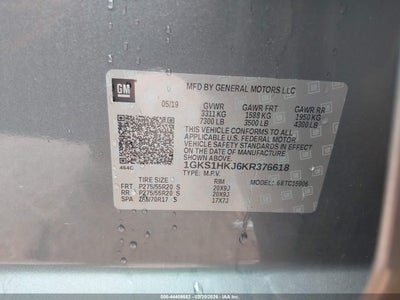 GM
MFD BY GENERAL MOTORS LLC
05/19 GVWR GAWR FRT GAWR RR
3311 KG 1588 KG 1950 KG
7300 LB 3500 LB 4300 LB
THIS VEHICLE CONFORMS TO ALL
APPLICABLE U.S. FEDERAL MOTOR
VEHICLE SAFETY STANDARDS IN EFFECT
ON THE DATE OF MANUFACTURE SHOWN ABOVE.
464C
1GKS1HKJ6KR376618
TYPE: M.P.V. MODEL:
TIRE SIZE RIM
FRT P275/55R20 S 20X9J
RR P275/55R20 S 20X9J
SPA 17X7J